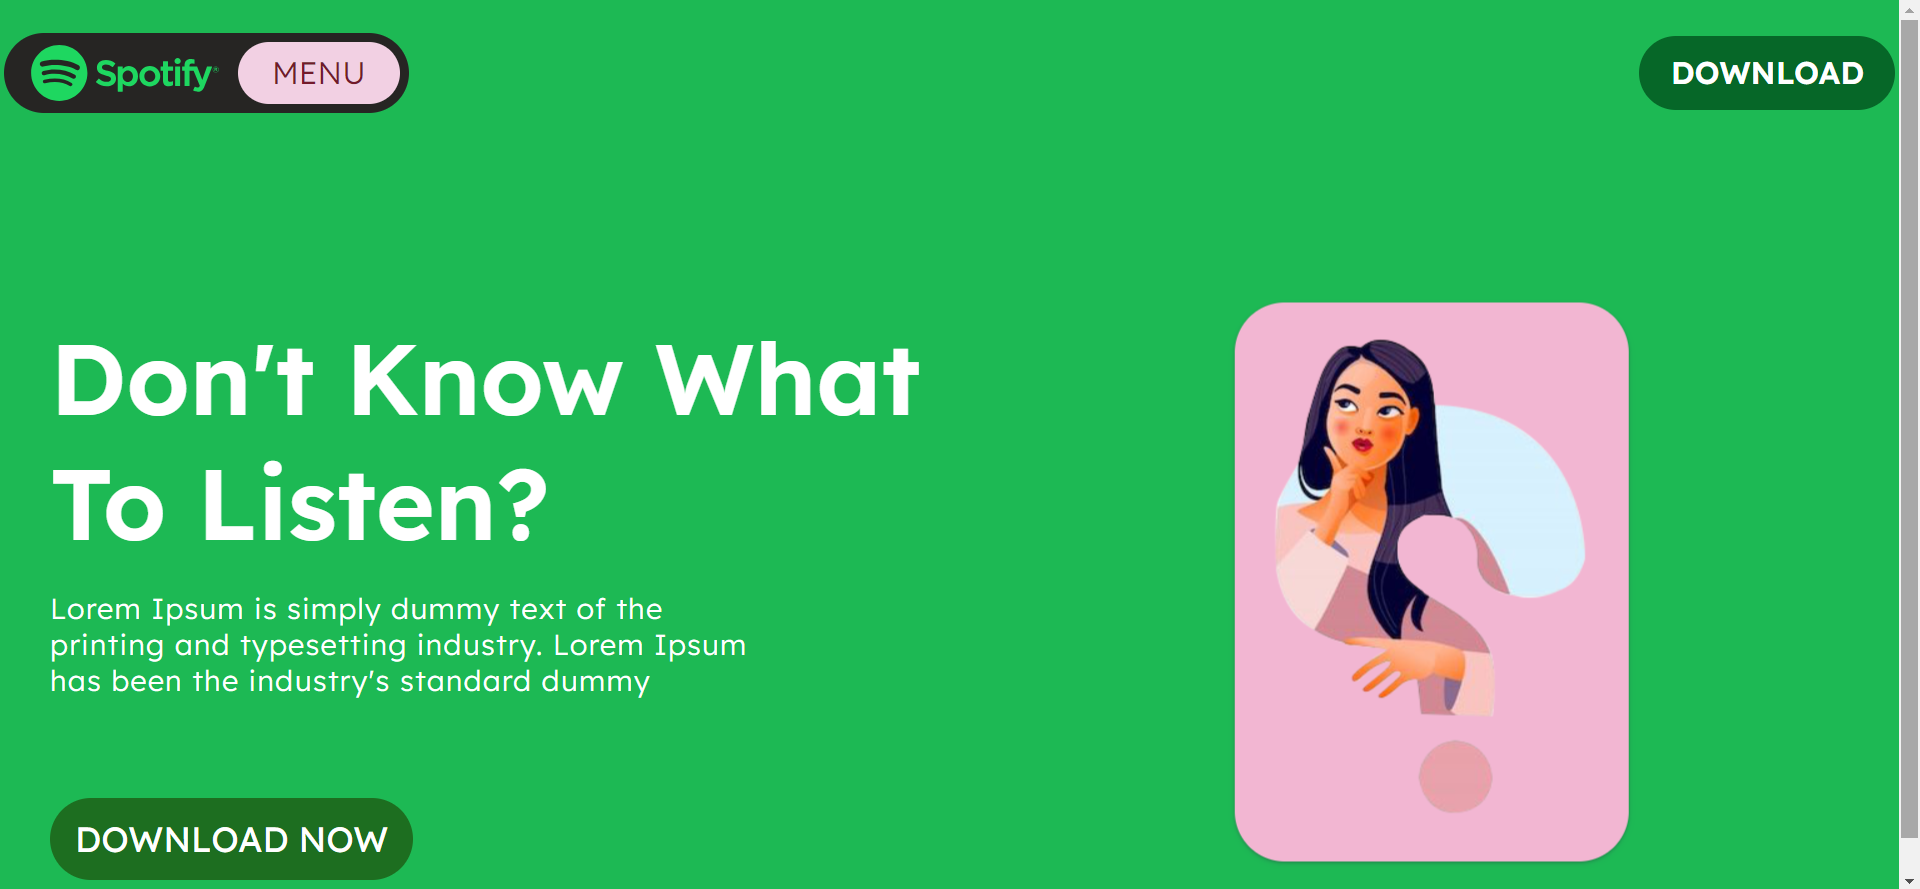 Spotify®
MENU
DOWNLOAD
Don't Know What
To Listen?
Lorem Ipsum is simply dummy text of the
printing and typesetting industry. Lorem Ipsum
has been the industry's standard dummy
DOWNLOAD NOW